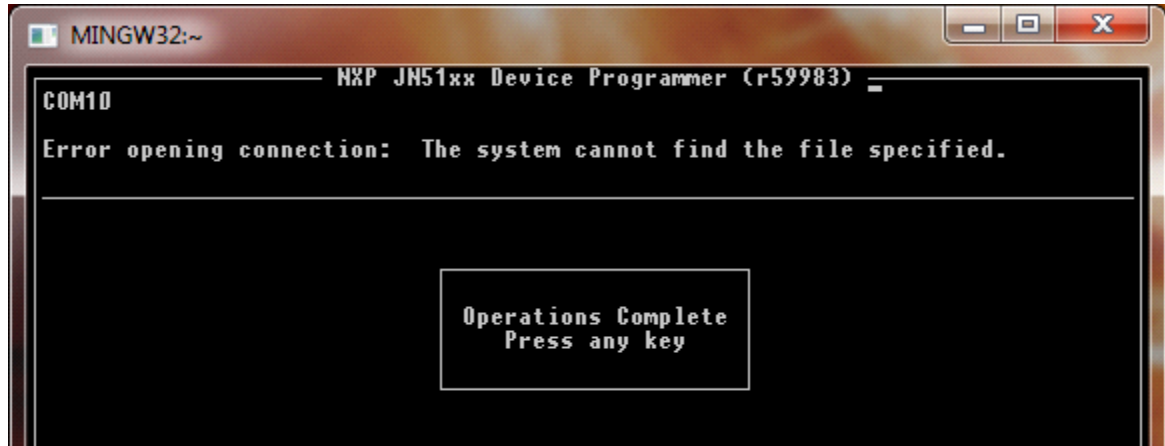 MINGW32:~
NXP JN51xx Device Programmer (r59983)
COM10
Error opening connection:  The system cannot find the file specified.
Operations Complete
Press any key